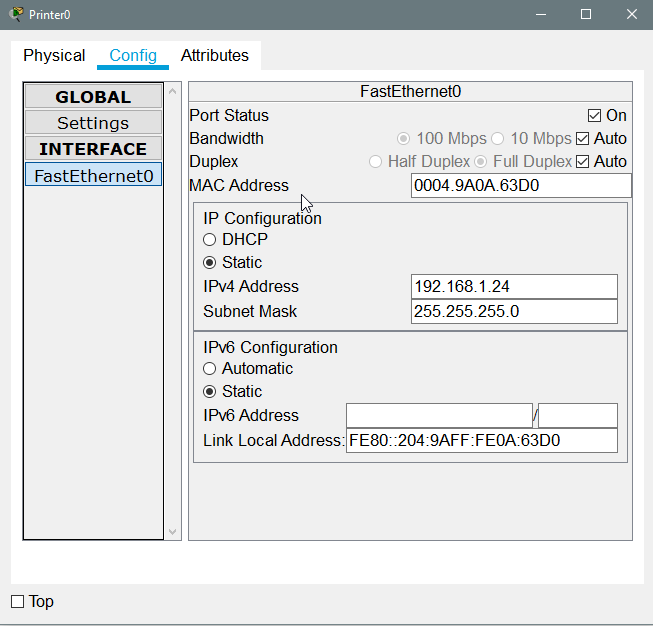 Printer0
Physical Config Attributes
GLOBAL
Settings
INTERFACE
FastEthernet0
FastEthernet0
Port Status On
Bandwidth 100 Mbps 10 Mbps Auto
Duplex Half Duplex Full Duplex Auto
MAC Address 0004.9A0A.63D0
IP Configuration
DHCP
Static
IPv4 Address 192.168.1.24
Subnet Mask 255.255.255.0
IPv6 Configuration
Automatic
Static
IPv6 Address /
Link Local Address: FE80::204:9AFF:FE0A:63D0
Top